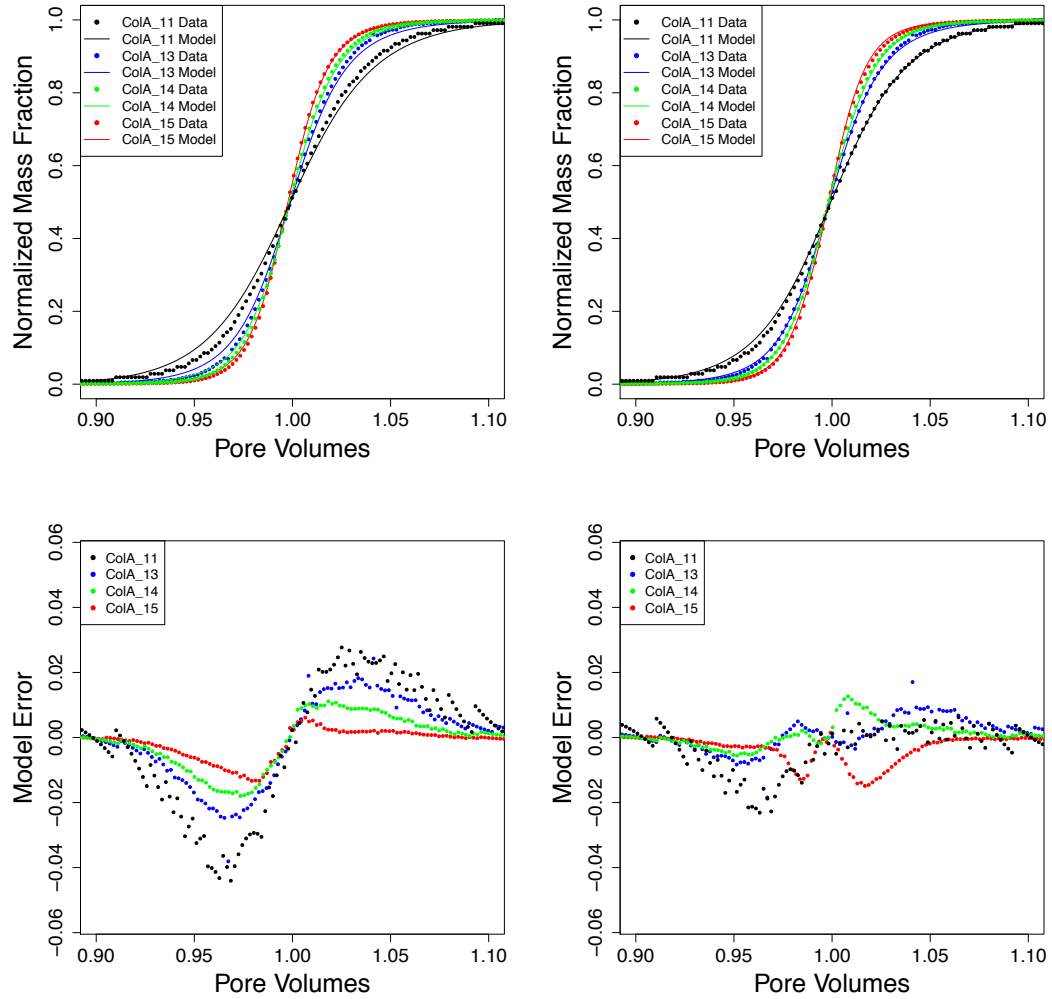 ColA_11 Data
ColA_11 Model
ColA_13 Data
ColA_13 Model
ColA_14 Data
ColA_14 Model
ColA_15 Data
ColA_15 Model
Normalized Mass Fraction
0.0 0.2 0.4 0.6 0.8 1.0
0.90 0.95 1.00 1.05 1.10
Pore Volumes
ColA_11 Data
ColA_11 Model
ColA_13 Data
ColA_13 Model
ColA_14 Data
ColA_14 Model
ColA_15 Data
ColA_15 Model
Normalized Mass Fraction
0.0 0.2 0.4 0.6 0.8 1.0
0.90 0.95 1.00 1.05 1.10
Pore Volumes
ColA_11
ColA_13
ColA_14
ColA_15
Model Error
−0.06 −0.04 −0.02 0.00 0.02 0.04 0.06
0.90 0.95 1.00 1.05 1.10
Pore Volumes
ColA_11
ColA_13
ColA_14
ColA_15
Model Error
−0.06 −0.04 −0.02 0.00 0.02 0.04 0.06
0.90 0.95 1.00 1.05 1.10
Pore Volumes